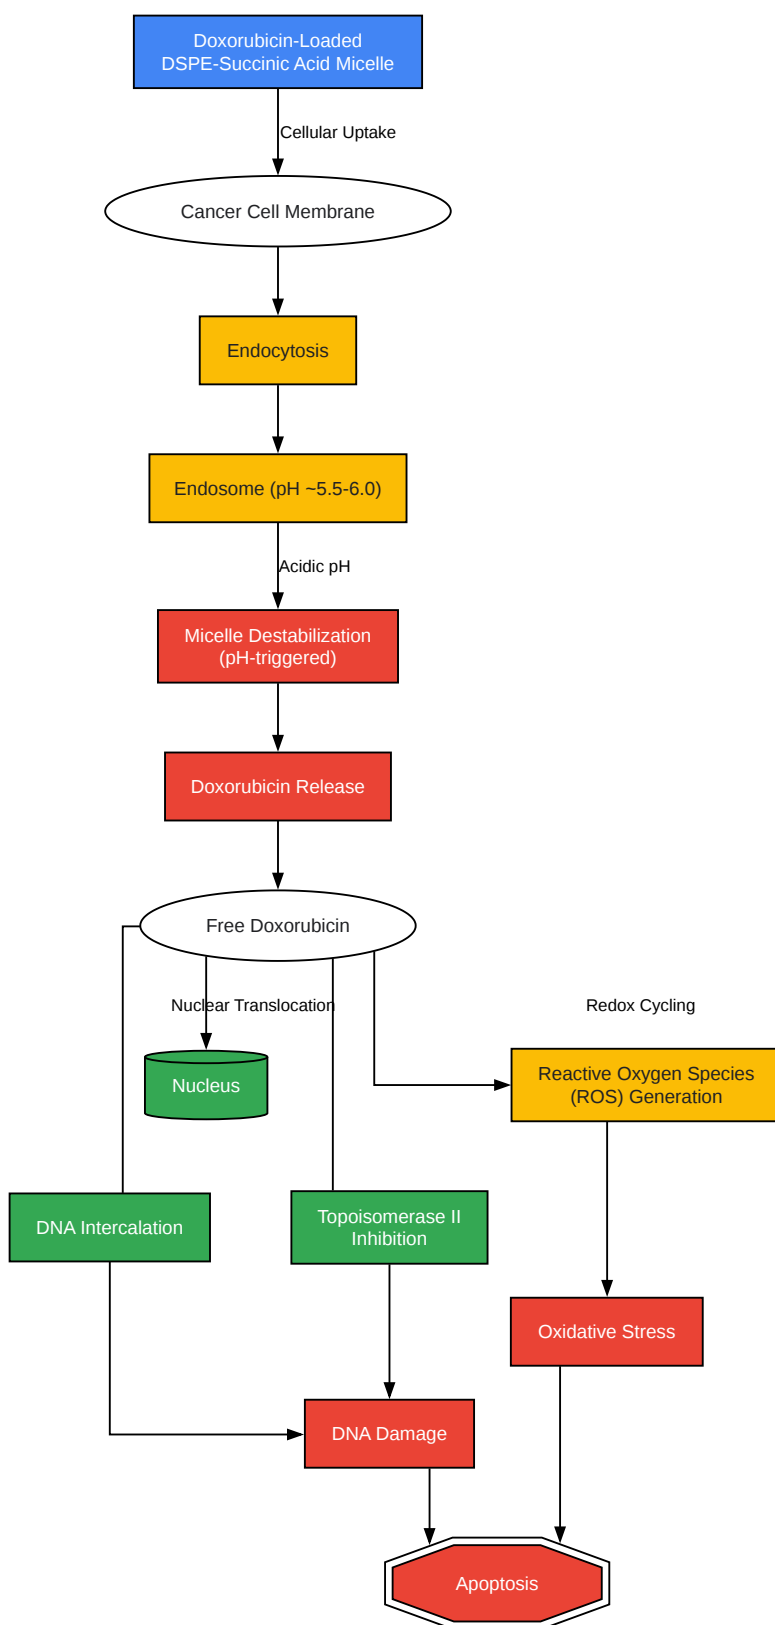 Doxorubicin-Loaded
DSPE-Succinic Acid Micelle
Cellular Uptake
Cancer Cell Membrane
Endocytosis
Endosome (pH ~5.5-6.0)
Acidic pH
Micelle Destabilization
(pH-triggered)
Doxorubicin Release
Free Doxorubicin
Nuclear Translocation
Redox Cycling
Nucleus
Reactive Oxygen Species
(ROS) Generation
DNA Intercalation
Topoisomerase II
Inhibition
Oxidative Stress
DNA Damage
Apoptosis